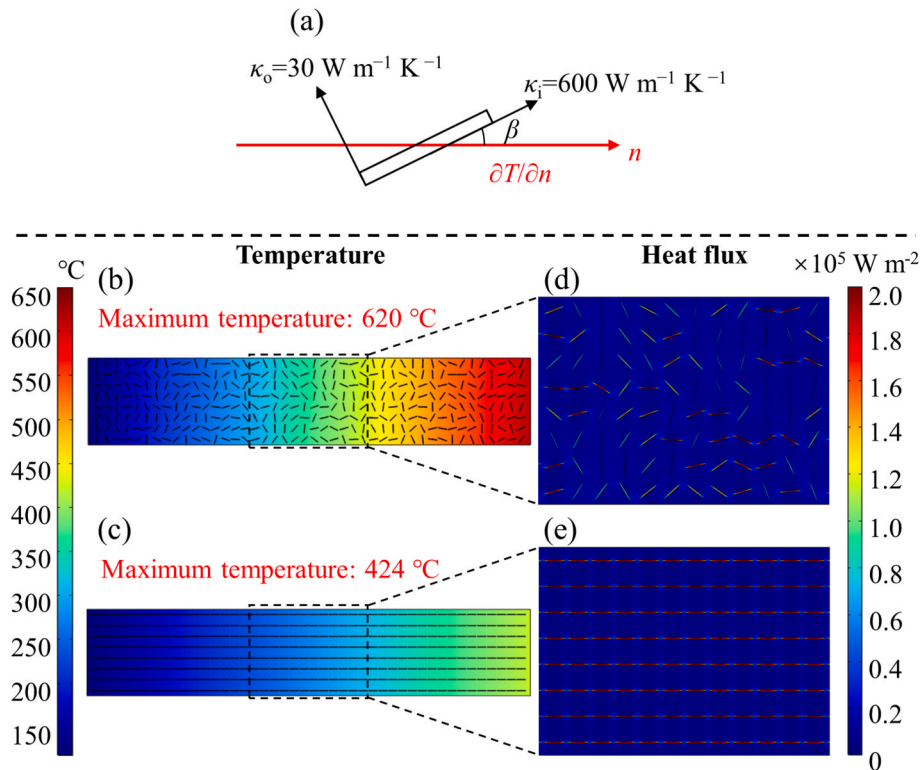 (a)
κo=30 W m⁻¹ K ⁻¹
κi=600 W m⁻¹ K⁻¹
β
n
∂T/∂n
Temperature
Heat flux
℃
(b)
(d)
×10⁵ W m⁻²
Maximum temperature: 620 ℃
650
600
550
500
450
400
350
300
250
200
150
2.0
1.8
1.6
1.4
1.2
1.0
0.8
0.6
0.4
0.2
0
(c)
(e)
Maximum temperature: 424 ℃